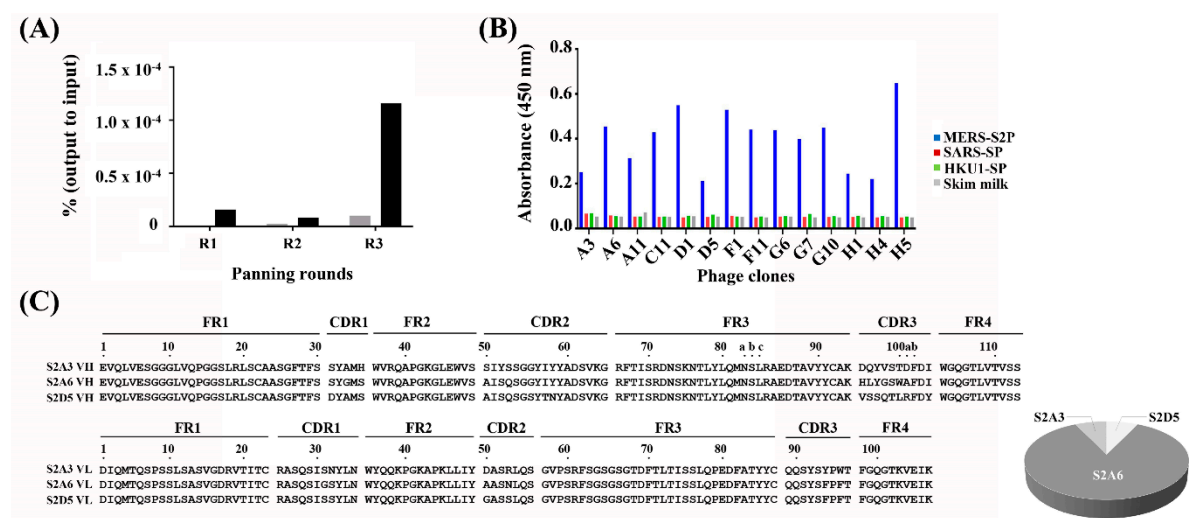 (A)
1.5 x 10-4
1.0 x 10-4
0.5 x 10-4
0
% (output to input)
R1 R2 R3
Panning rounds
(B)
0.8
0.6
0.4
0.2
0.0
Absorbance (450 nm)
A3 A6 A11 C11 D1 D5 F1 F11 G6 G7 G10 H1 H4 H5
Phage clones
MERS-S2P
SARS-SP
HKU1-SP
Skim milk
(C)
FR1 CDR1 FR2 CDR2 FR3 CDR3 FR4
1 10 20 30 40 50 60 70 80 a b c 90 100ab 110
S2A3 VH EVQLVESGGGLVQPGGSLRLSCAASGFTFS SYAMH WVRQAPGKGLEWVS SIYSSGGYIYYADSVKG RFTISRDNSKNTLYLQMNSLRAEDTAVYYCAK DQYVSTDFDI WGQGTLVTVSS
S2A6 VH EVQLVESGGGLVQPGGSLRLSCAASGFTFS SYGMS WVRQAPGKGLEWVS AISQSGGSTYYADSVKG RFTISRDNSKNTLYLQMNSLRAEDTAVYYCAK HLYGSWAFDI WGQGTLVTVSS
S2D5 VH EVQLVESGGGLVQPGGSLRLSCAASGFTFS DYAMS WVRQAPGKGLEWVS AISQSGSYTNYADSVKG RFTISRDNSKNTLYLQMNSLRAEDTAVYYCAK VSSQTLRFDY WGQGTLVTVSS
FR1 CDR1 FR2 CDR2 FR3 CDR3 FR4
1 10 20 30 40 50 60 70 80 90 100
S2A3 VL DIQMTQSPSSLSASVGDRVTITC RASQSISNYLN WYQQKPGKAPKLLIY DASRLQS GVPSRFSGSGSGTDFTLTISSLQPEDFATYYC QQSYSYPWT FGQGTKVEIK
S2A6 VL DIQMTQSPSSLSASVGDRVTITC RASQSIGSYLN WYQQKPGKAPKLLIY AASNLQS GVPSRFSGSGSGTDFTLTISSLQPEDFATYYC QQSYSFPFT FGQGTKVEIK
S2D5 VL DIQMTQSPSSLSASVGDRVTITC RASQSISSYLN WYQQKPGKAPKLLIY GASSLQS GVPSRFSGSGSGTDFTLTISSLQPEDFATYYC QQSYSFPYT FGQGTKVEIK
S2A3 S2D5
S2A6